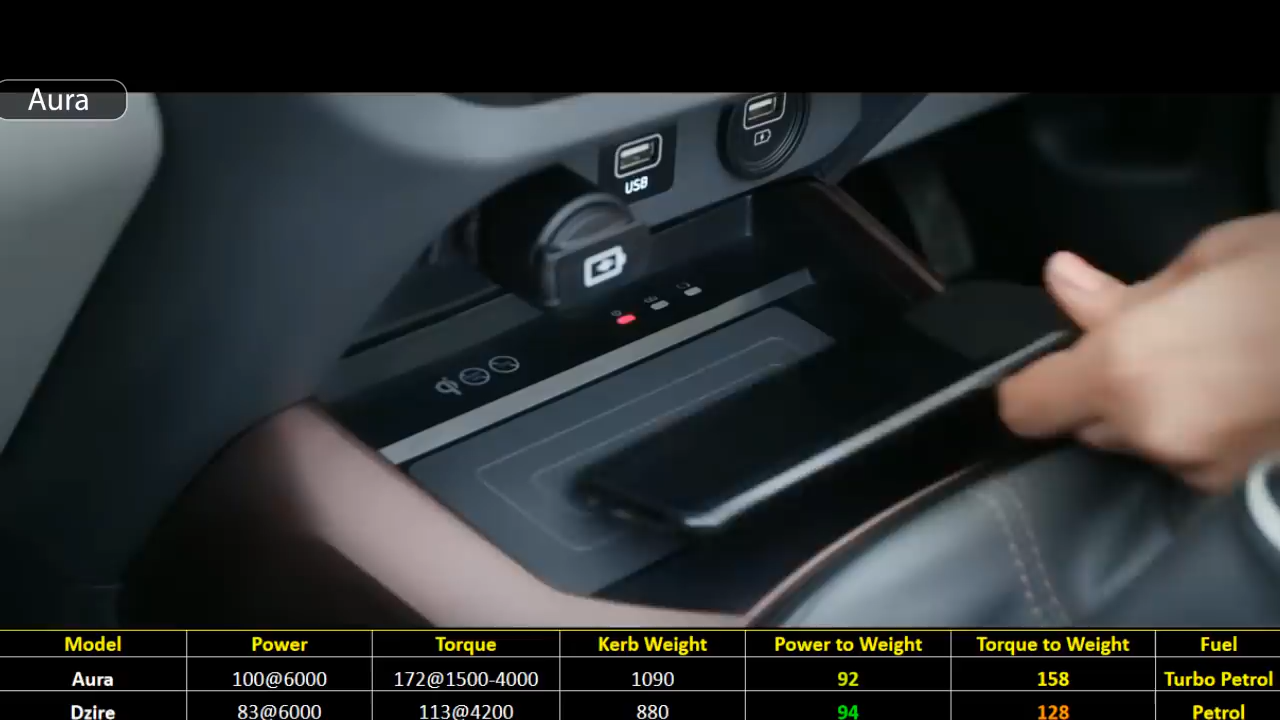 Aura
USB
Model Power Torque Kerb Weight Power to Weight Torque to Weight Fuel
Aura 100@6000 172@1500-4000 1090 92 158 Turbo Petrol
Dzire 83@6000 113@4200 880 94 128 Petrol